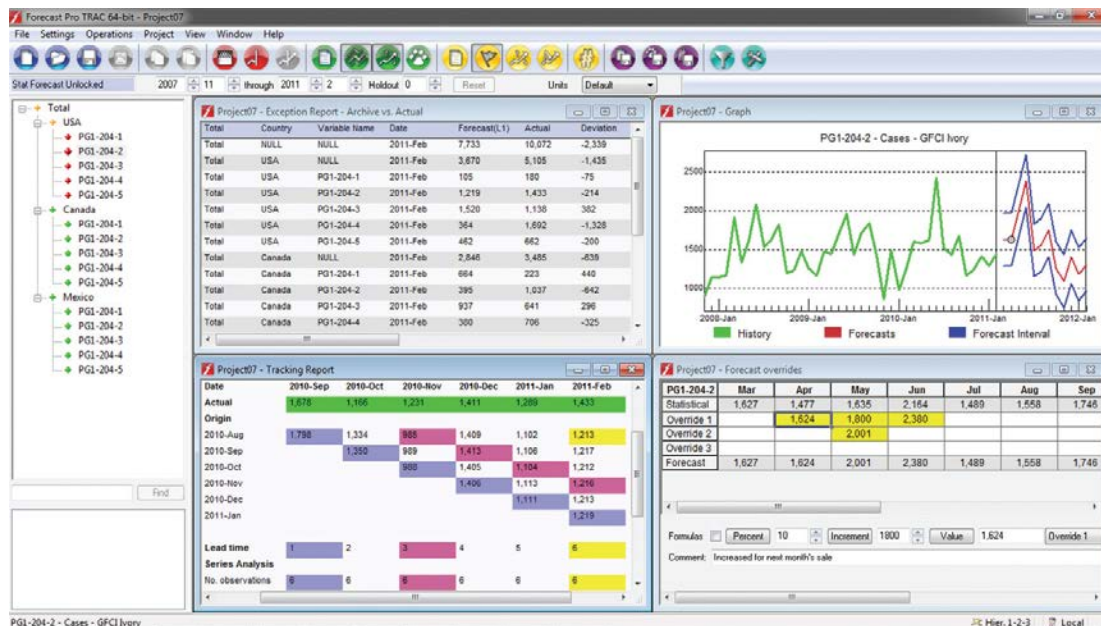 Forecast Pro TRAC 64-bit - Project07
File Settings Operations Project View Window Help
Stat Forecast Unlocked 2007 11 through 2011 2 Holdout 0 Reset Units Default
Total
USA
PG1-204-1
PG1-204-2
PG1-204-3
PG1-204-4
PG1-204-5
Canada
PG1-204-1
PG1-204-2
PG1-204-3
PG1-204-4
PG1-204-5
Mexico
PG1-204-1
PG1-204-2
PG1-204-3
PG1-204-4
PG1-204-5
Find
Project07 - Exception Report - Archive vs. Actual
Total Country Variable Name Date Forecast(L1) Actual Deviation
Total NULL NULL 2011-Feb 7,733 10,072 -2,339
Total USA NULL 2011-Feb 3,670 5,105 -1,435
Total USA PG1-204-1 2011-Feb 105 180 -75
Total USA PG1-204-2 2011-Feb 1,219 1,433 -214
Total USA PG1-204-3 2011-Feb 1,520 1,138 382
Total USA PG1-204-4 2011-Feb 364 1,692 -1,328
Total USA PG1-204-5 2011-Feb 462 662 -200
Total Canada NULL 2011-Feb 2,846 3,485 -639
Total Canada PG1-204-1 2011-Feb 664 223 440
Total Canada PG1-204-2 2011-Feb 395 1,037 -642
Total Canada PG1-204-3 2011-Feb 937 641 296
Total Canada PG1-204-4 2011-Feb 380 706 -325
Project07 - Graph
PG1-204-2 - Cases - GFCI Ivory
2500
2000
1500
1000
2008-Jan 2009-Jan 2010-Jan 2011-Jan 2012-Jan
History Forecasts Forecast Interval
Project07 - Tracking Report
Date 2010-Sep 2010-Oct 2010-Nov 2010-Dec 2011-Jan 2011-Feb
Actual 1,678 1,166 1,231 1,411 1,289 1,433
Origin
2010-Aug 1,798 1,334 985 1,409 1,102 1,213
2010-Sep 1,350 989 1,413 1,106 1,217
2010-Oct 980 1,405 1,104 1,212
2010-Nov 1,406 1,113 1,216
2010-Dec 1,111 1,213
2011-Jan 1,219
Lead time 1 2 3 4 5 6
Series Analysis
No. observations 6 6 6 6 6 6
Project07 - Forecast overrides
PG1-204-2 Mar Apr May Jun Jul Aug Sep
Statistical 1,627 1,477 1,635 2,164 1,489 1,558 1,746
Override 1 1,624 1,800 2,380
Override 2 2,001
Override 3
Forecast 1,627 1,624 2,001 2,380 1,489 1,558 1,746
Formulas Percent 10 Increment 1800 Value 1,624 Override 1
Comment: Increased for next month's sale
PG1-204-2 - Cases - GFCI Ivory
Hier. 1-2-3 Local